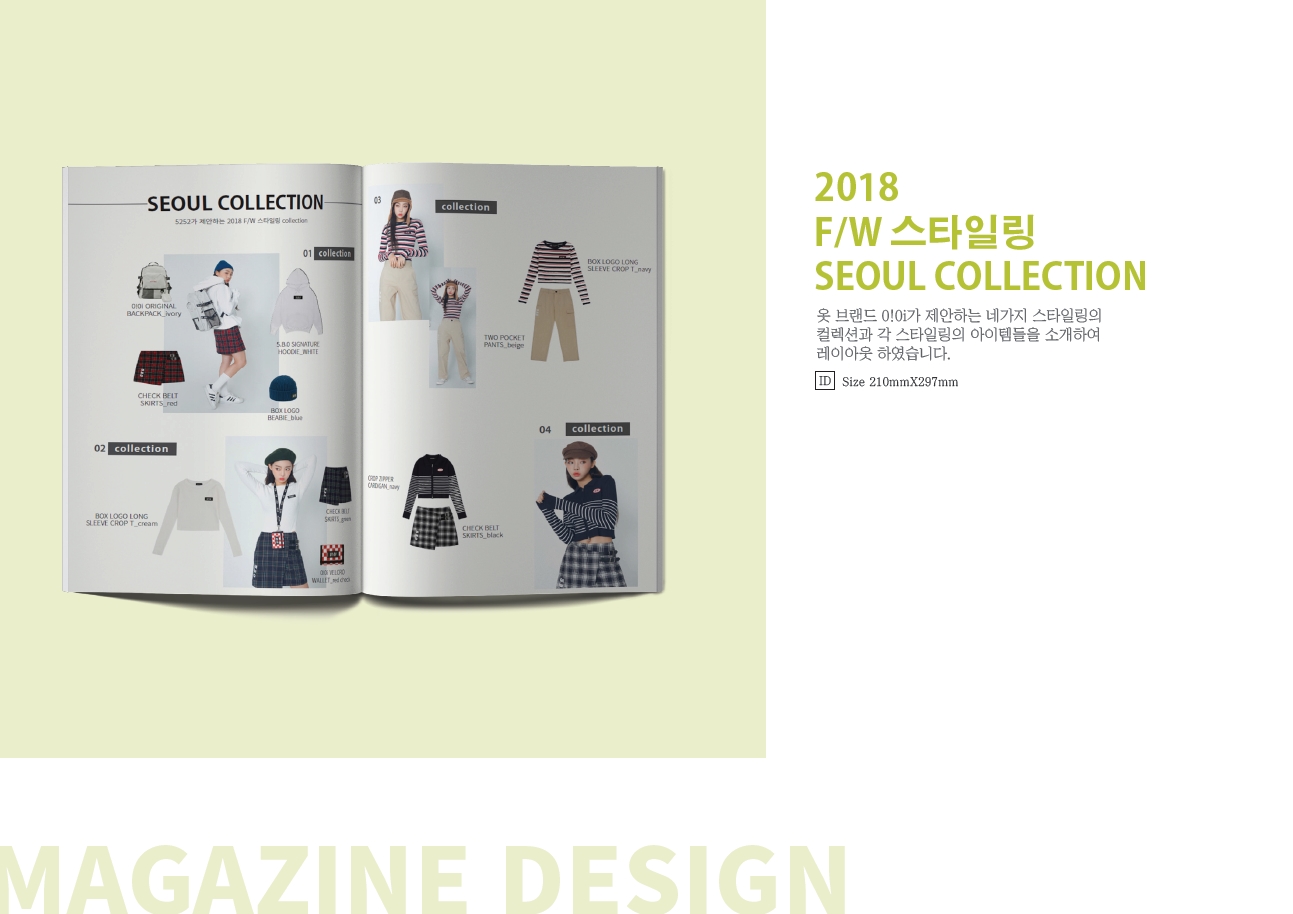 SEOUL COLLECTION
5252가 제안하는 2018 F/W 스타일링 collection
01 collection
0!0i ORIGINAL
BACKPACK_ivory
S.B.0 SIGNATURE
HOODIE_WHITE
CHECK BELT
SKIRTS_red
BOX LOGO
BEABIE_blue
02 collection
BOX LOGO LONG
SLEEVE CROP T_cream
CHECK BELT
SKIRTS_green
WALLET_red check
03
collection
BOX LOGO LONG
SLEEVE CROP T_navy
TWO POCKET
PANTS_beige
04 collection
CROP ZIPPER
CARDIGAN_navy
CHECK BELT
SKIRTS_black
2018
F/W 스타일링
SEOUL COLLECTION
옷 브랜드 0!0i가 제안하는 네가지 스타일링의
컬렉션과 각 스타일링의 아이템들을 소개하여
레이아웃 하였습니다.
ID Size 210mmX297mm
MAGAZINE DESIGN